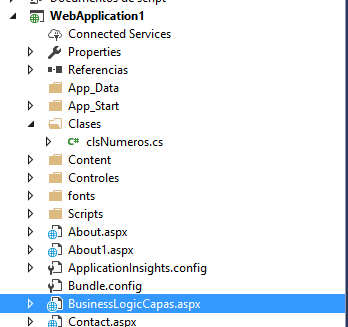 Documentos de script
WebApplication1
Connected Services
Properties
Referencias
App_Data
App_Start
Clases
C# clsNumeros.cs
Content
Controles
fonts
Scripts
About.aspx
About1.aspx
ApplicationInsights.config
Bundle.config
BusinessLogicCapas.aspx
Contact.aspx